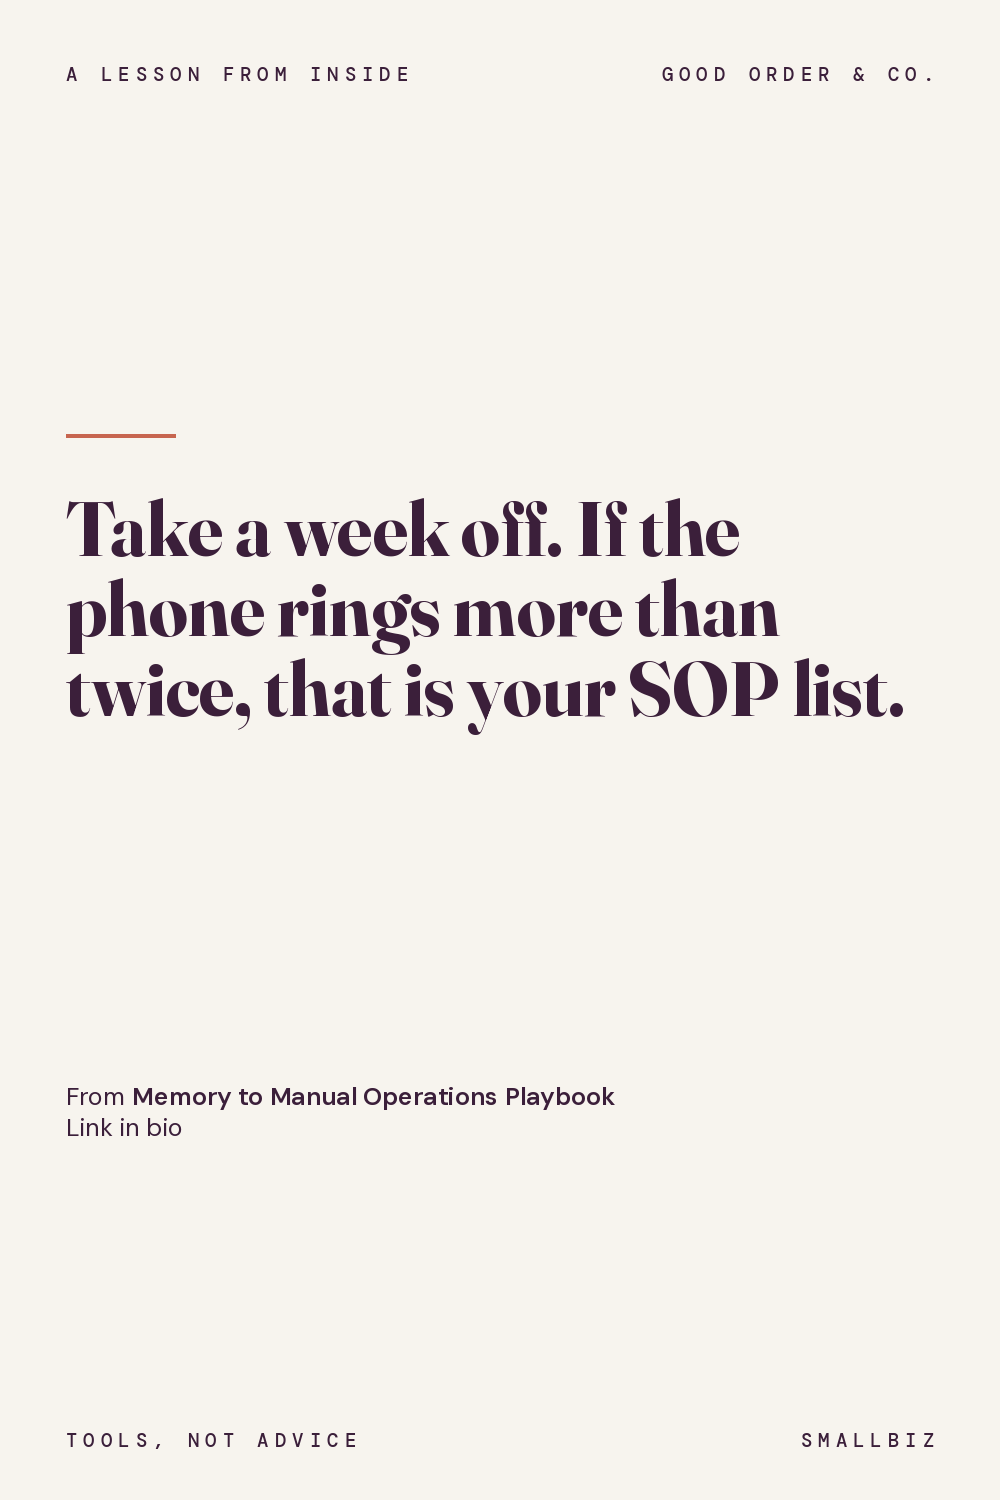 A LESSON FROM INSIDE
GOOD ORDER & CO.
Take a week off. If the
phone rings more than
twice, that is your SOP list.
From Memory to Manual Operations Playbook
Link in bio
TOOLS, NOT ADVICE
SMALLBIZ